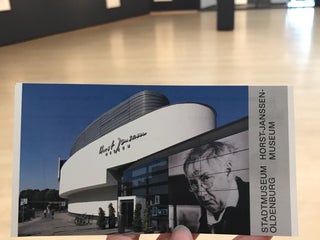 Horst Janssen
MUSEUM
STADTMUSEUM HORST-JANSSEN-
OLDENBURG MUSEUM